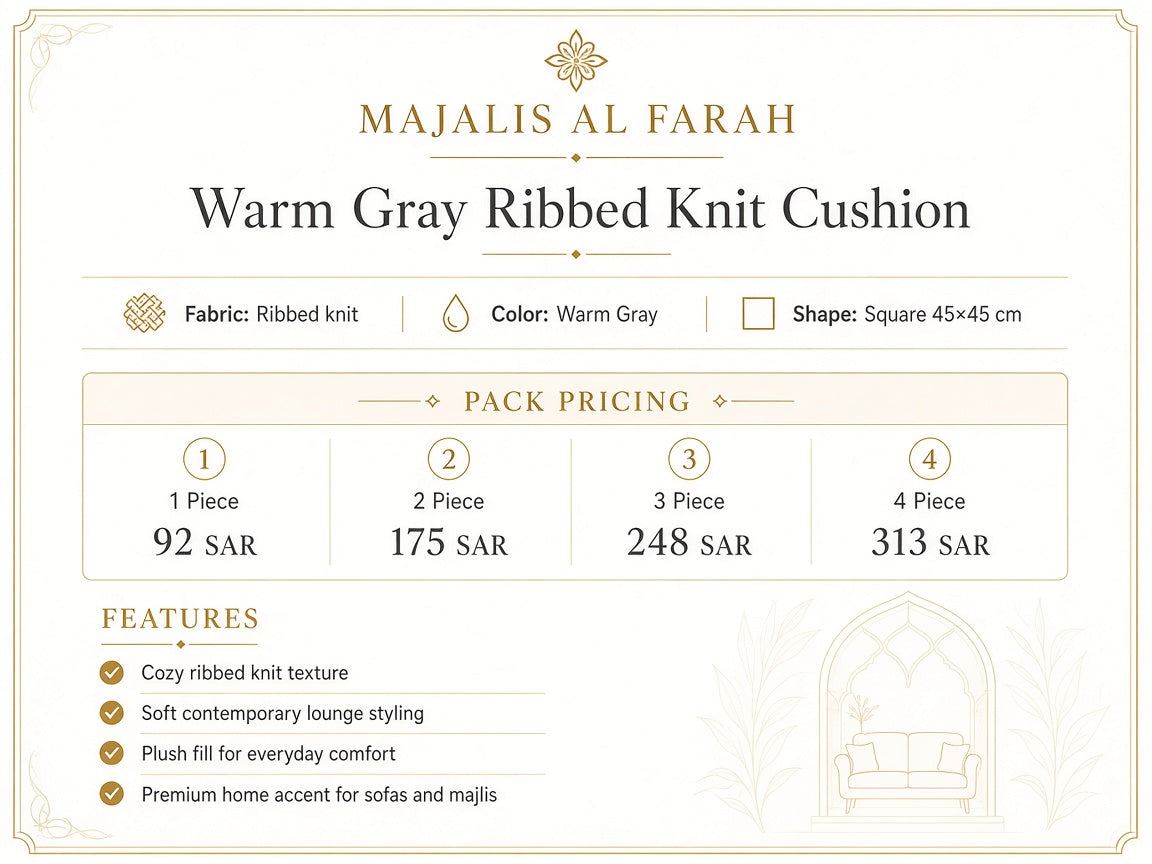 MAJALIS AL FARAH
Warm Gray Ribbed Knit Cushion
Fabric: Ribbed knit
Color: Warm Gray
Shape: Square 45×45 cm
PACK PRICING
1
1 Piece
92 SAR
2
2 Piece
175 SAR
3
3 Piece
248 SAR
4
4 Piece
313 SAR
FEATURES
Cozy ribbed knit texture
Soft contemporary lounge styling
Plush fill for everyday comfort
Premium home accent for sofas and majlis